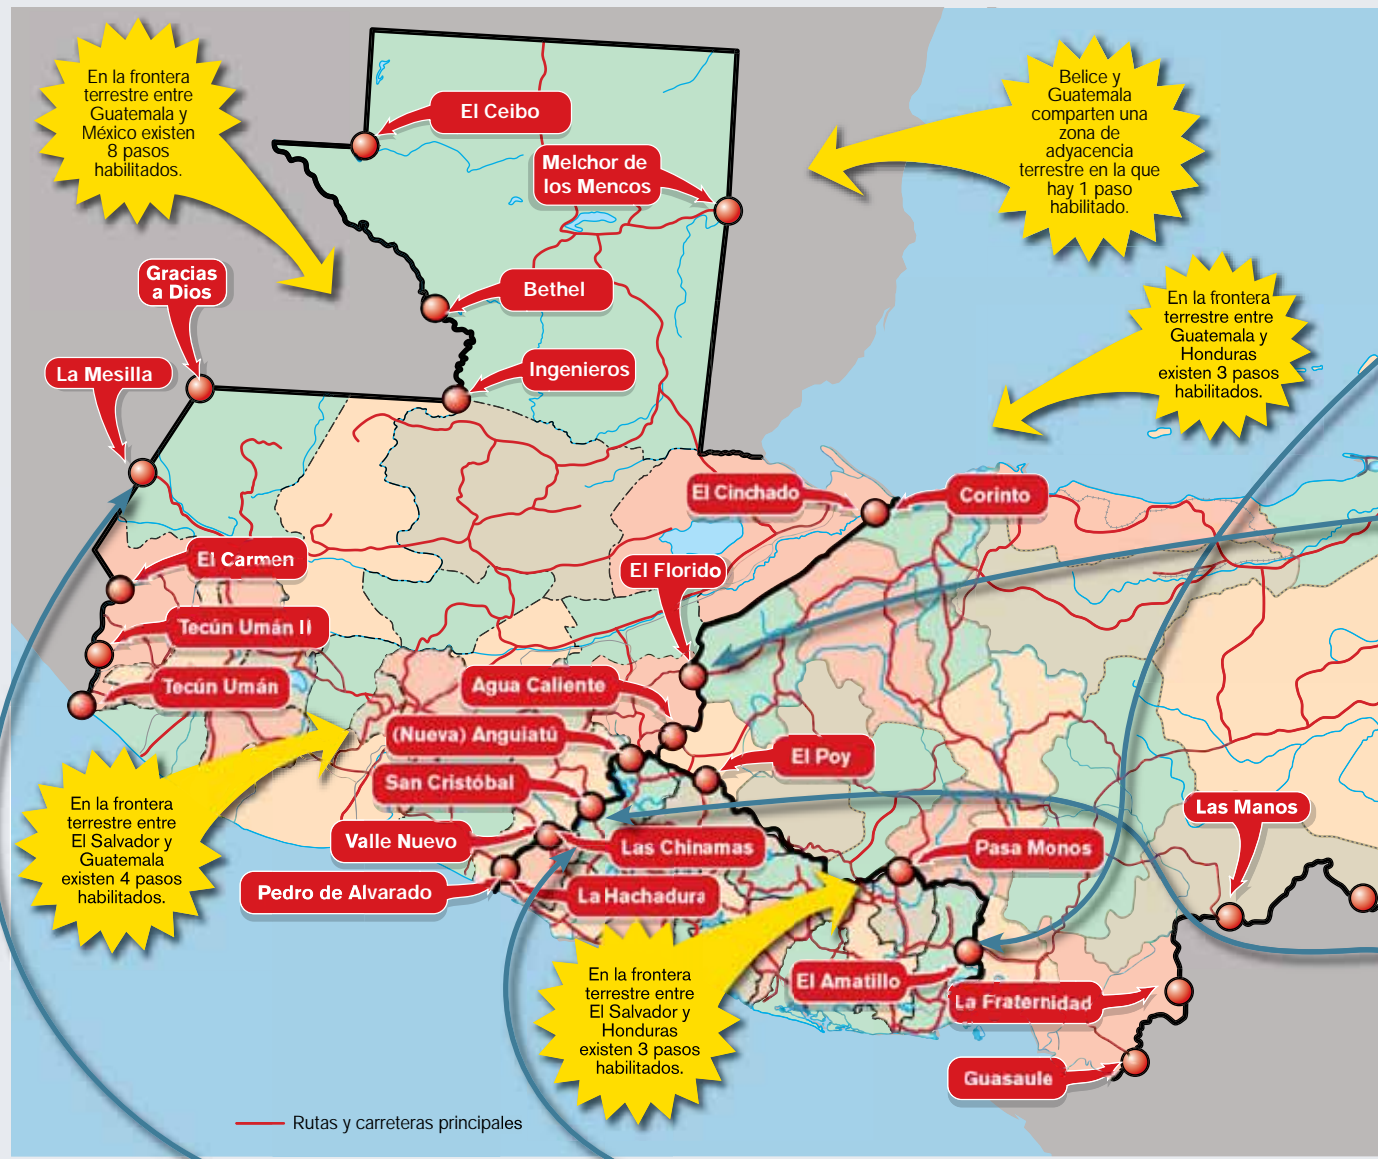 En la frontera
terrestre entre
Guatemala y
México existen
8 pasos
habilitados.
El Ceibo
Melchor de
los Mencos
Belice y
Guatemala
comparten una
zona de
adyacencia
terrestre en la que
hay 1 paso
habilitado.
Gracias
a Dios
Bethel
En la frontera
terrestre entre
Guatemala y
Honduras
existen 3 pasos
habilitados.
La Mesilla
Ingenieros
El Cinchado
Corinto
El Carmen
El Florido
Tecún Umán II
Tecún Umán
Agua Caliente
(Nueva) Anguiatú
El Poy
San Cristóbal
Las Manos
En la frontera
terrestre entre
El Salvador y
Guatemala
existen 4 pasos
habilitados.
Valle Nuevo
Las Chinamas
Pasa Monos
Pedro de Alvarado
La Hachadura
En la frontera
terrestre entre
El Salvador y
Honduras
existen 3 pasos
habilitados.
El Amatillo
La Fraternidad
Guasaule
Rutas y carreteras principales